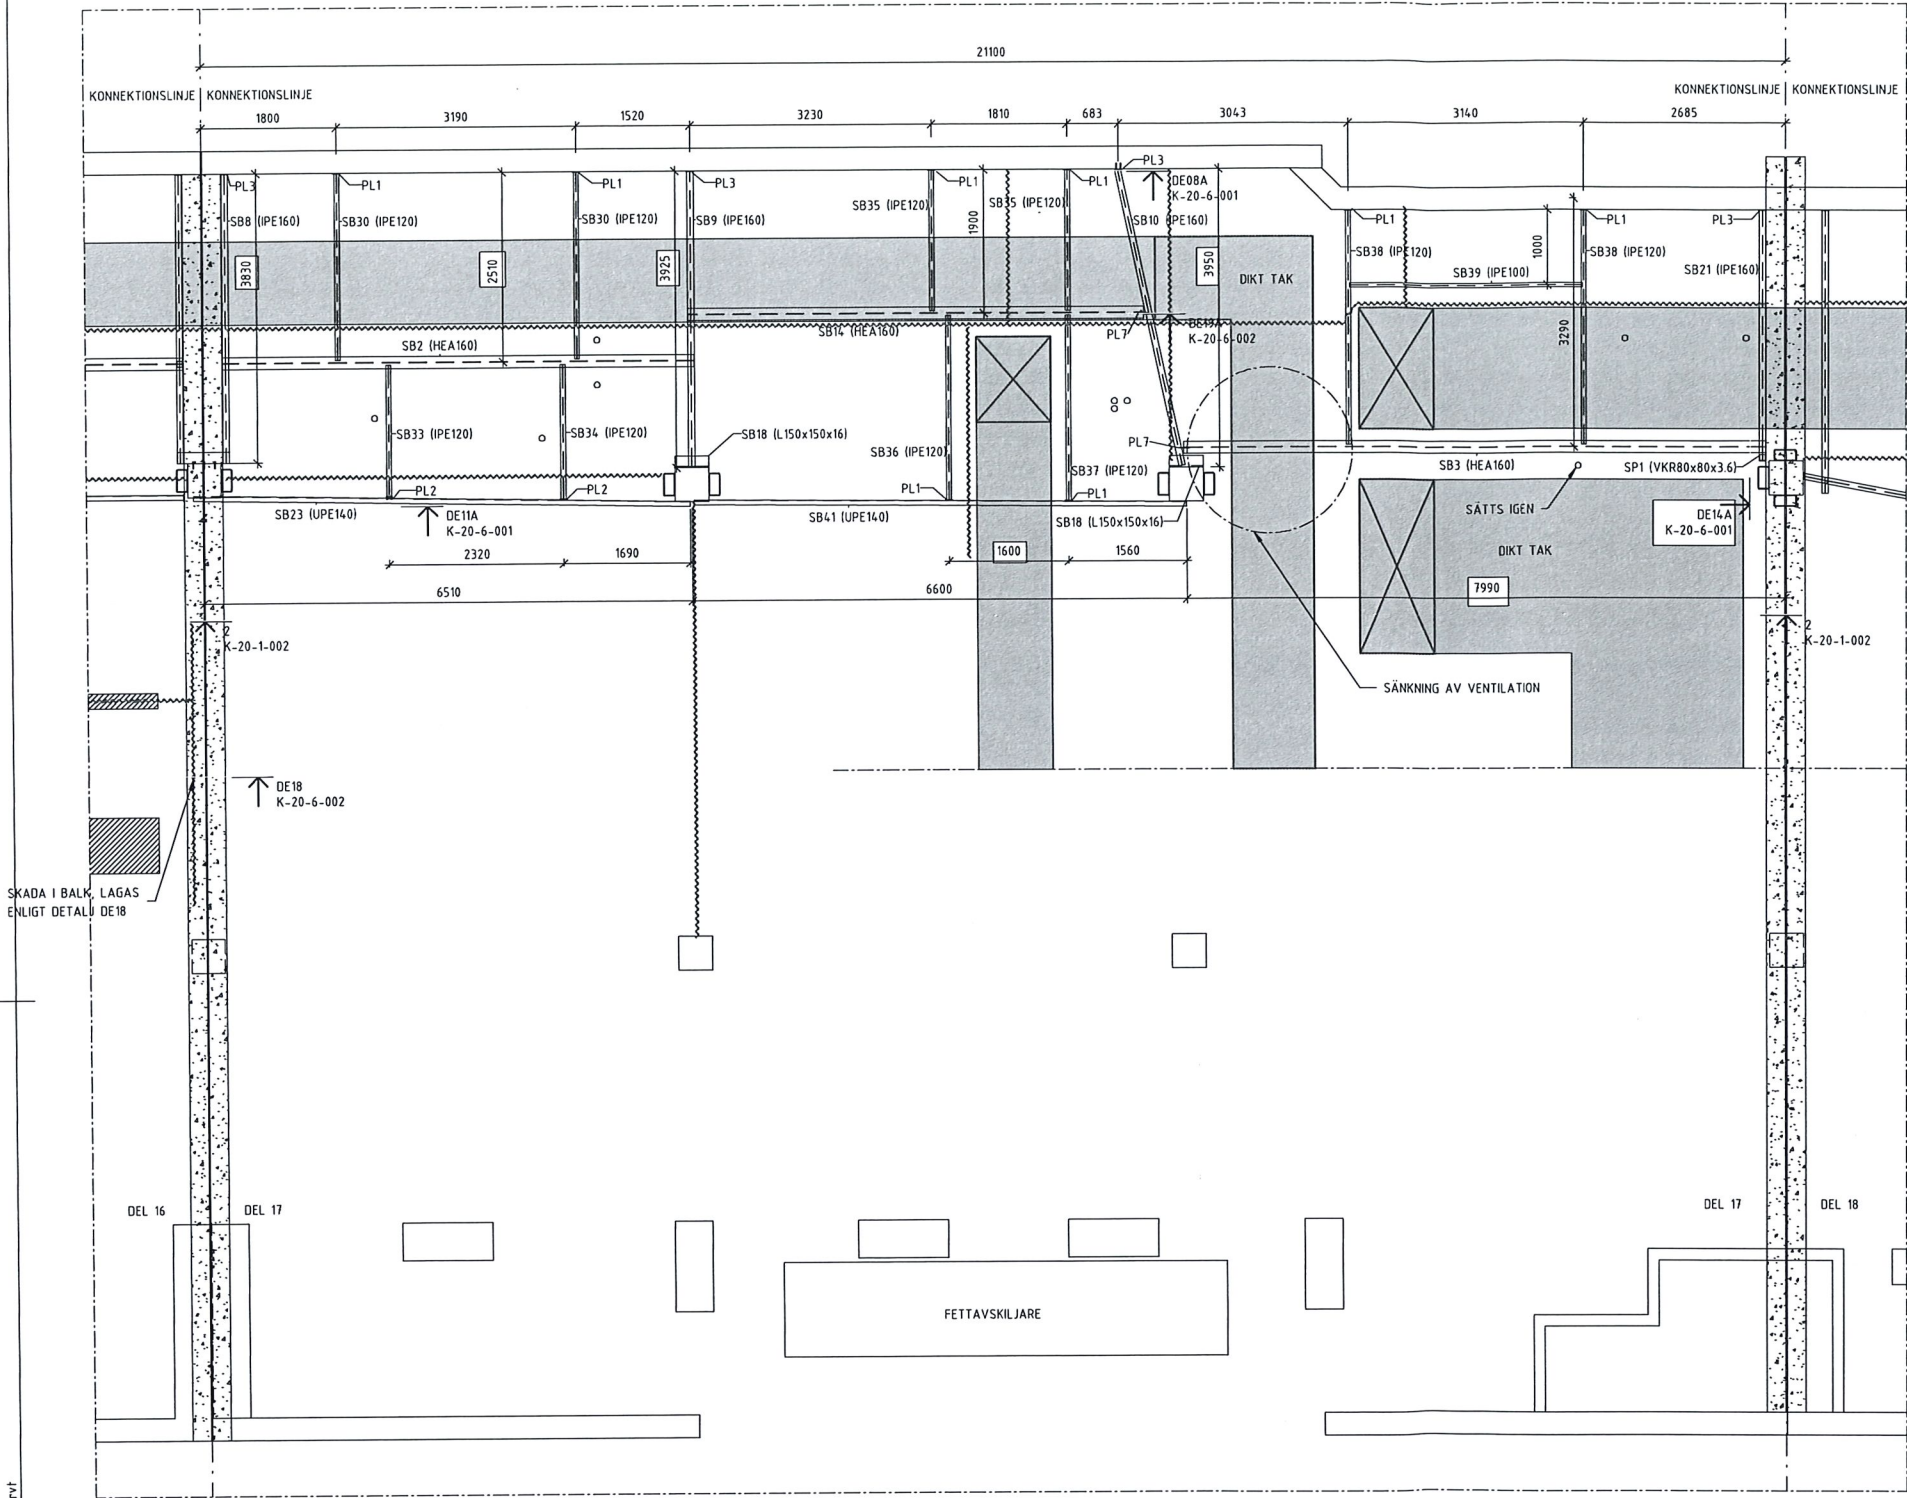 21100
KONNEKTIONSLINJE KONNEKTIONSLINJE
KONNEKTIONSLINJE KONNEKTIONSLINJE
1800 3190 1520 3230 1810 683 3043 3140 2685
PL3 PL1 PL1 PL3 PL1 PL1 PL3
DE08A
K-20-6-001
PL1 PL1 PL3
SB8 (IPE160) SB30 (IPE120) SB30 (IPE120) SB9 (IPE160) SB35 (IPE120) SB35 (IPE120) SB10 (IPE160)
1900
SB38 (IPE120) SB38 (IPE120)
1000
SB39 (IPE100) SB21 (IPE160)
3830 2510 3925 3950
DIKT TAK
SB2 (HEA160) SB14 (HEA160) PL7
DE19A
K-20-6-002
3290
SB33 (IPE120) SB34 (IPE120) SB18 (L150x150x16) SB36 (IPE120) PL7
SB37 (IPE120) SB3 (HEA160) SP1 (VKR80x80x3.6)
PL2 PL2 PL1 PL1
SB23 (UPE140)
DE11A
K-20-6-001
SB41 (UPE140) SB18 (L150x150x16)
SÄTTS IGEN
DE14A
K-20-6-001
2320 1690 1600 1560
DIKT TAK
6510 6600 7990
2
K-20-1-002
2
K-20-1-002
SÄNKNING AV VENTILATION
DE18
K-20-6-002
SKADA I BALK, LAGAS
ENLIGT DETALJ DE18
DEL 16 DEL 17
DEL 17 DEL 18
FETTAVSKILJARE